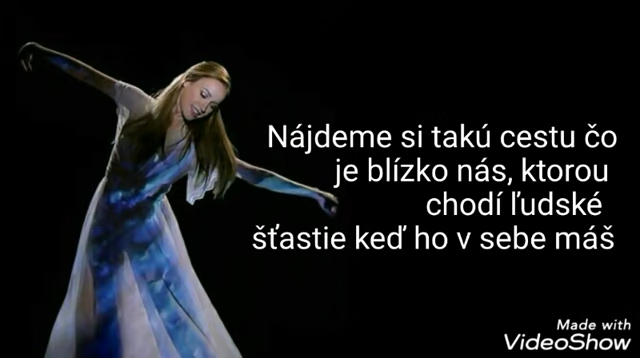 Nájdeme si takú cestu čo
je blízko nás, ktorou
chodí ľudské
šťastie keď ho v sebe máš
Made with
VideoShow